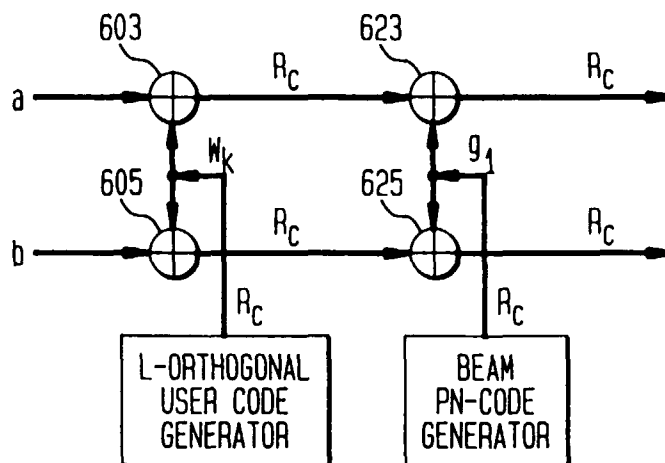 603
623
a
R_C
R_C
W_k
g_1
605
625
b
R_C
R_C
R_C
R_C
L-ORTHOGONAL
USER CODE
GENERATOR
BEAM
PN-CODE
GENERATOR